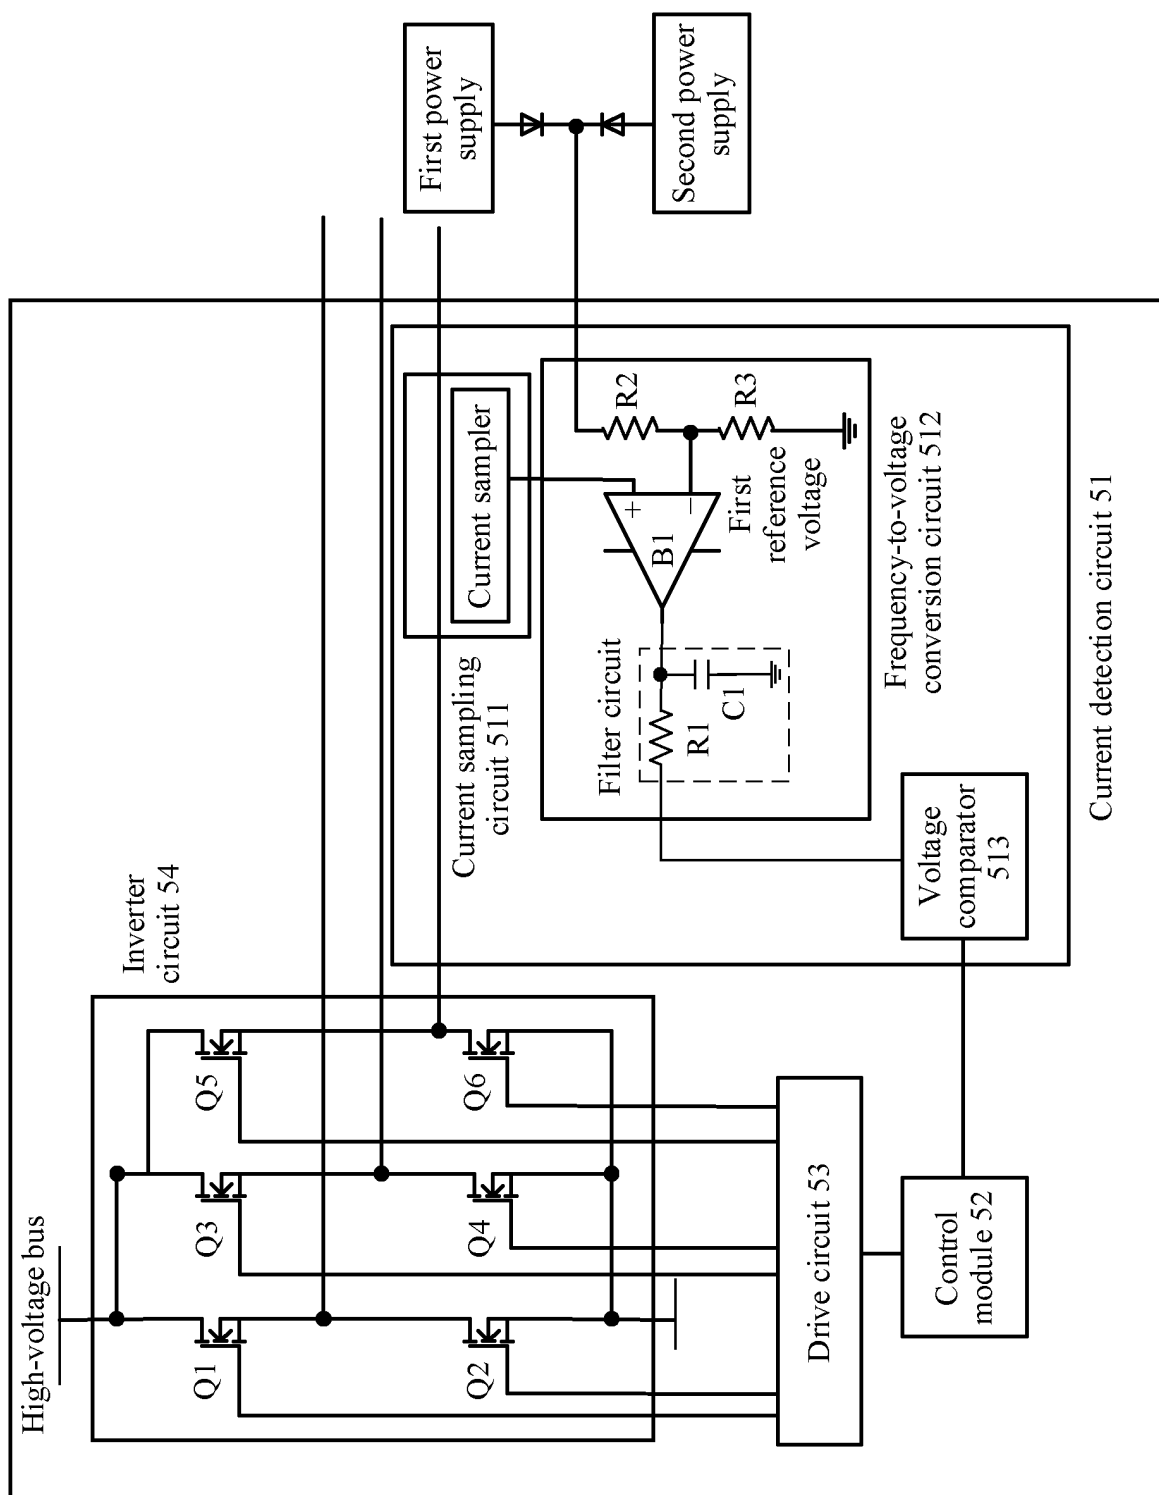 High-voltage bus
Inverter
circuit 54
Q1
Q3
Q5
Q2
Q4
Q6
Drive circuit 53
Control
module 52
Current sampling
circuit 511
Current sampler
First power
supply
Second power
supply
Filter circuit
R1
C1
B1
+
−
R2
R3
First
reference
voltage
Frequency-to-voltage
conversion circuit 512
Voltage
comparator
513
Current detection circuit 51